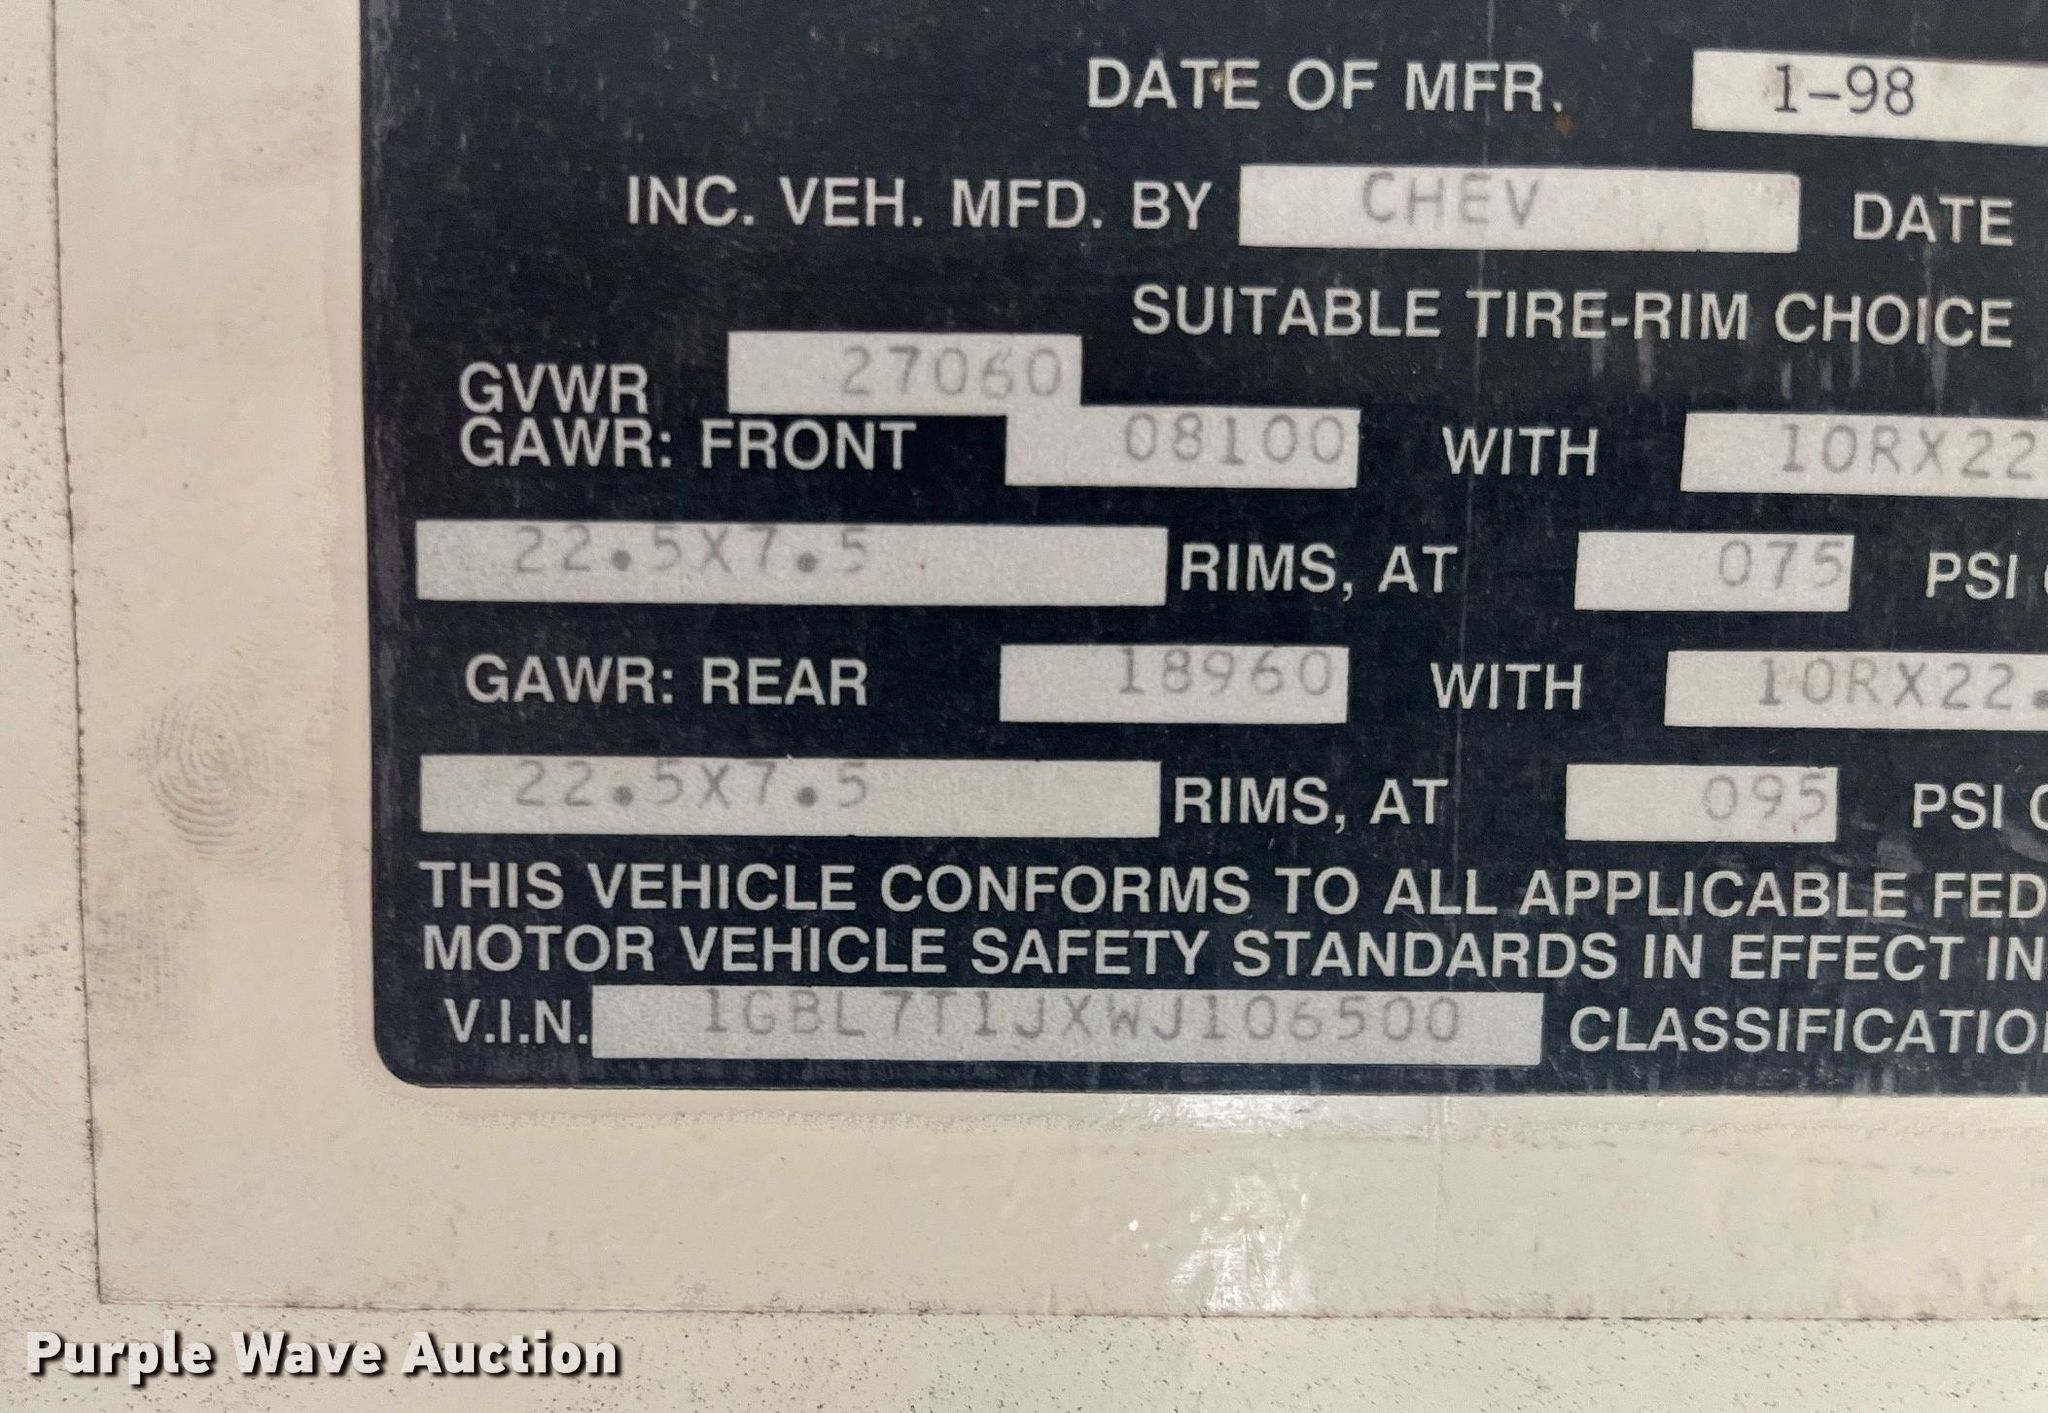 DATE OF MFR. 1-98
INC. VEH. MFD. BY CHEV DATE
SUITABLE TIRE-RIM CHOICE
GVWR 27060
GAWR: FRONT 08100 WITH 10RX22
22.5X7.5 RIMS, AT 075 PSI
GAWR: REAR 18960 WITH 10RX22.
22.5X7.5 RIMS, AT 095 PSI
THIS VEHICLE CONFORMS TO ALL APPLICABLE FED
MOTOR VEHICLE SAFETY STANDARDS IN EFFECT IN
V.I.N. 1GBL7T1JXWJ106500 CLASSIFICATIO
Purple Wave Auction